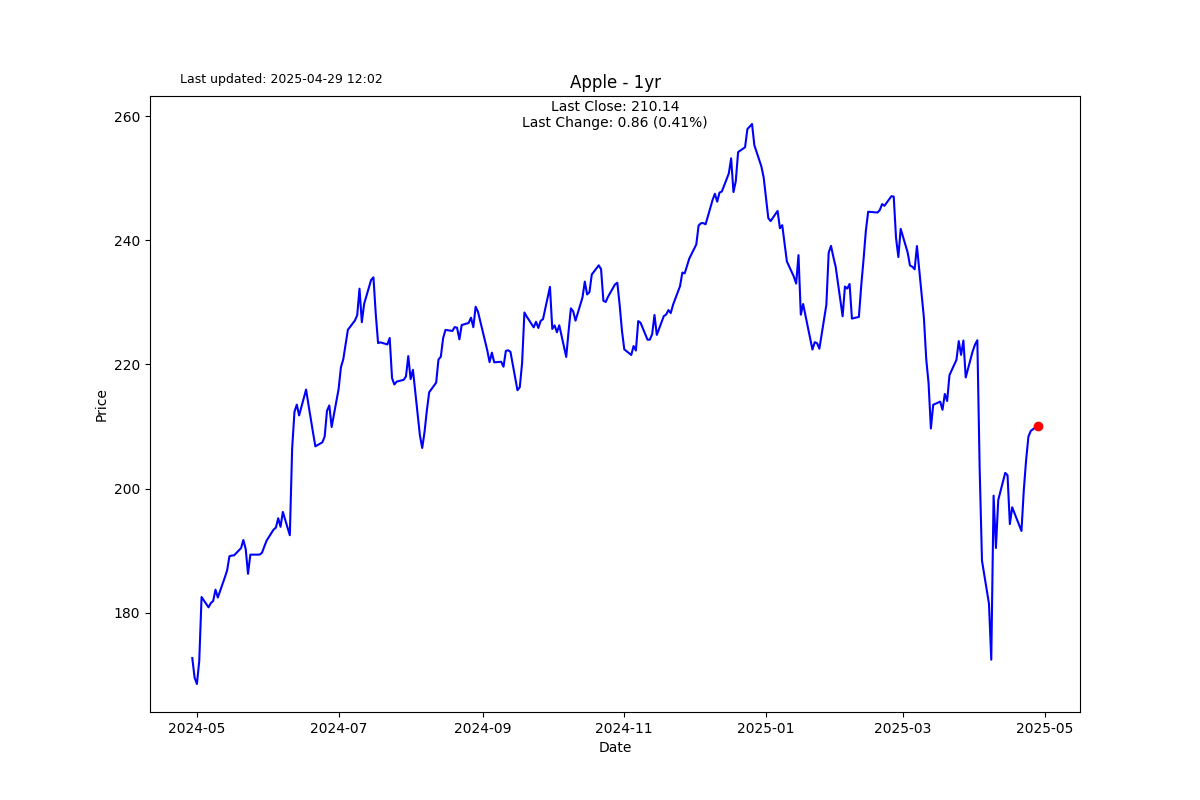 Last updated: 2025-04-29 12:02
Apple - 1yr
Last Close: 210.14
Last Change: 0.86 (0.41%)
260
240
220
200
180
Price
2024-05 2024-07 2024-09 2024-11 2025-01 2025-03 2025-05
Date